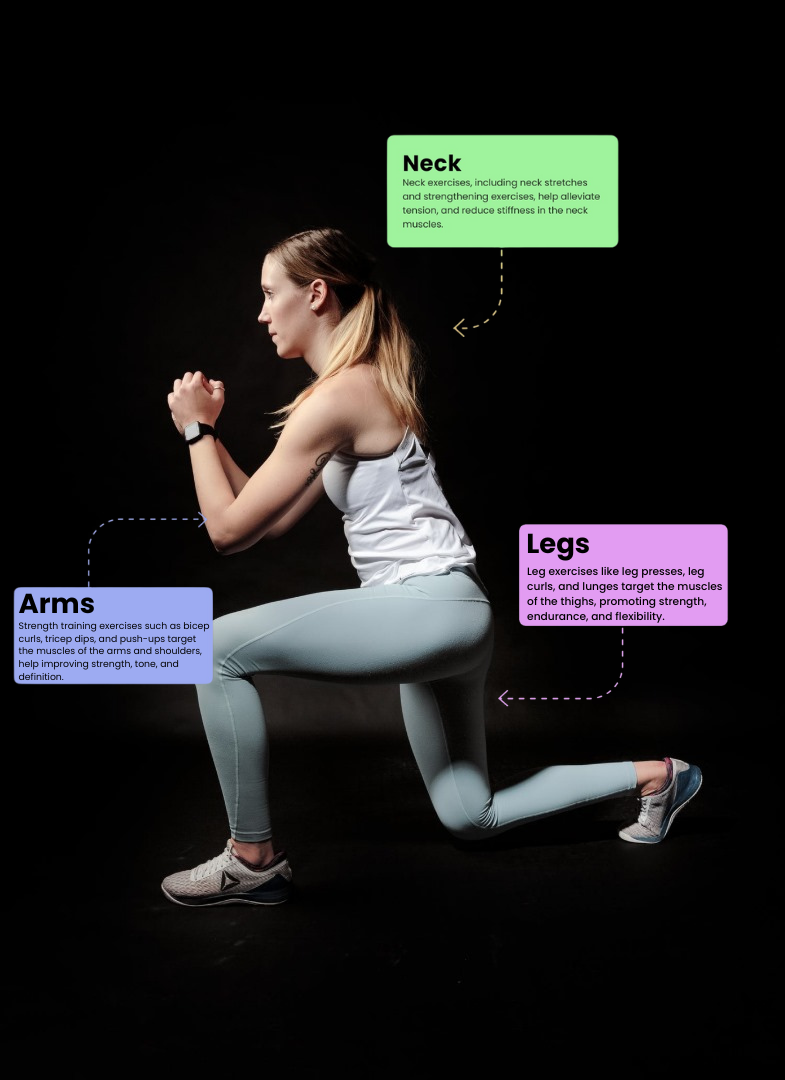 Neck
Neck exercises, including neck stretches
and strengthening exercises, help alleviate
tension, and reduce stiffness in the neck
muscles.
Legs
Leg exercises like leg presses, leg
curls, and lunges target the muscles
of the thighs, promoting strength,
endurance, and flexibility.
Arms
Strength training exercises such as bicep
curls, tricep dips, and push-ups target
the muscles of the arms and shoulders,
help improving strength, tone, and
definition.